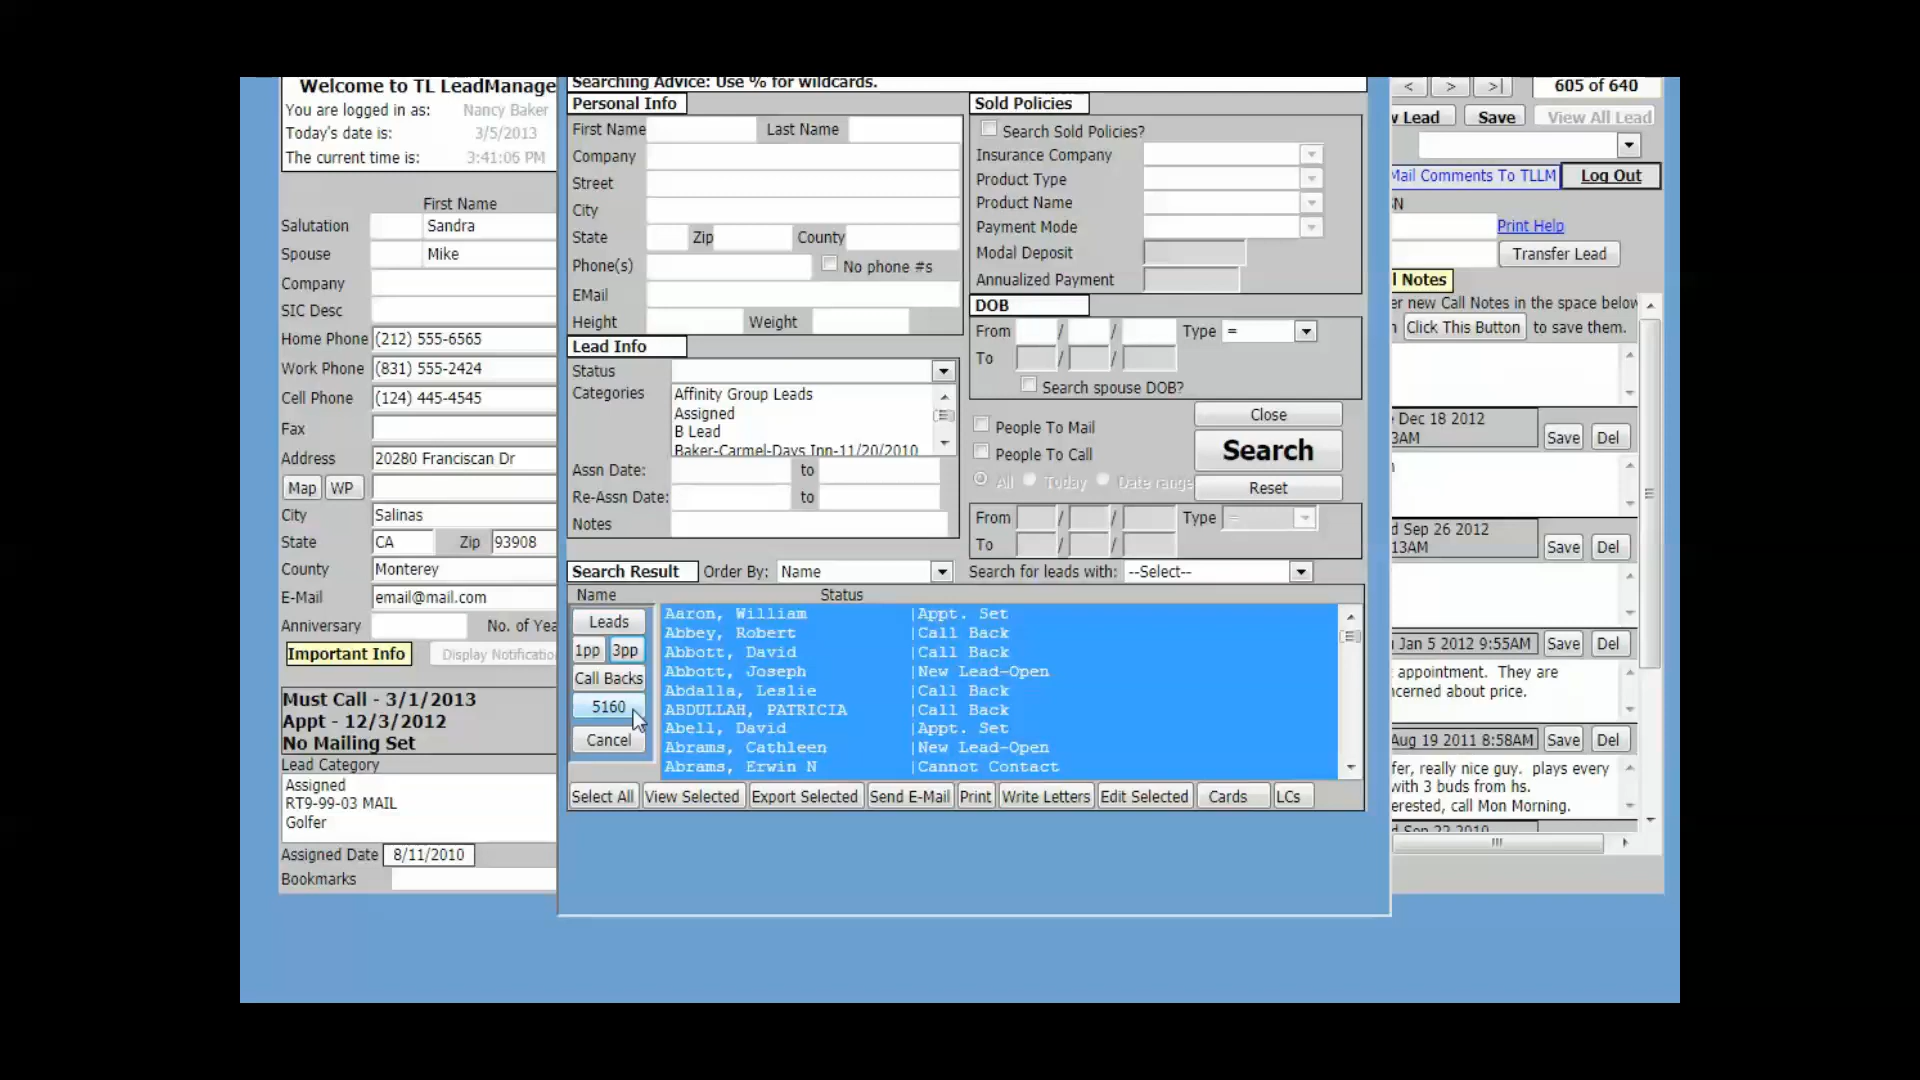 Welcome to TL LeadManage
You are logged in as: Nancy Baker
Today's date is: 3/5/2013
The current time is: 3:41:05 PM
First Name
Salutation Sandra
Spouse Mike
Company
SIC Desc
Home Phone (212) 555-6565
Work Phone (831) 555-2424
Cell Phone (124) 445-4545
Fax
Address 20280 Franciscan Dr
Map WP
City Salinas
State CA Zip 93908
County Monterey
E-Mail email@mail.com
Anniversary No. of Yea
Important Info Display Notificatio
Must Call - 3/1/2013
Appt - 12/3/2012
No Mailing Set
Lead Category
Assigned
RT9-99-03 MAIL
Golfer
Assigned Date 8/11/2010
Bookmarks
Searching Advice: Use % for wildcards.
Personal Info
First Name Last Name
Company
Street
City
State Zip County
Phone(s) No phone #s
EMail
Height Weight
Lead Info
Status
Categories Affinity Group Leads
Assigned
B Lead
Baker-Carmel-Days Inn-11/20/2010
Assn Date: to
Re-Assn Date: to
Notes
Sold Policies
Search Sold Policies?
Insurance Company
Product Type
Product Name
Payment Mode
Modal Deposit
Annualized Payment
DOB
From / / Type =
To / /
Search spouse DOB?
People To Mail
People To Call
All Today Date range
Close
Search
Reset
From / / Type =
To / /
Search Result Order By: Name Search for leads with: --Select--
Name Status
Leads
1pp 3pp
Call Backs
5160
Cancel
Aaron, William |Appt. Set
Abbey, Robert |Call Back
Abbott, David |Call Back
Abbott, Joseph |New Lead-Open
Abdalla, Leslie |Call Back
ABDULLAH, PATRICIA |Call Back
Abell, David |Appt. Set
Abrams, Cathleen |New Lead-Open
Abrams, Erwin N |Cannot Contact
Select All View Selected Export Selected Send E-Mail Print Write Letters Edit Selected Cards LCs
< > >| 605 of 640
w Lead Save View All Lead
Mail Comments To TLLM Log Out
SN
Print Help
Transfer Lead
l Notes
er new Call Notes in the space below
Click This Button to save them.
Dec 18 2012
3AM Save Del
d Sep 26 2012
13AM Save Del
Jan 5 2012 9:55AM Save Del
appointment. They are
ncerned about price.
Aug 19 2011 8:58AM Save Del
fer, really nice guy. plays every
with 3 buds from hs.
erested, call Mon Morning.
d Sep 22 2010